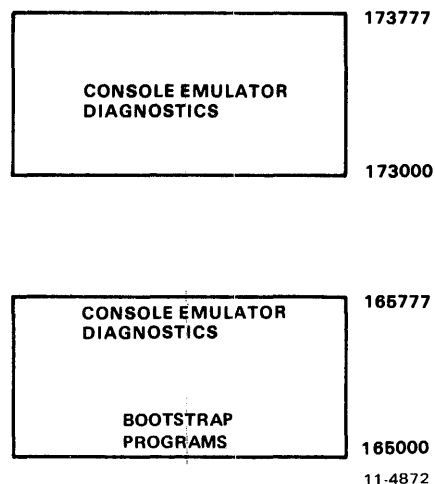 173777
CONSOLE EMULATOR
DIAGNOSTICS
173000
165777
CONSOLE EMULATOR
DIAGNOSTICS
BOOTSTRAP
PROGRAMS
165000
11-4872